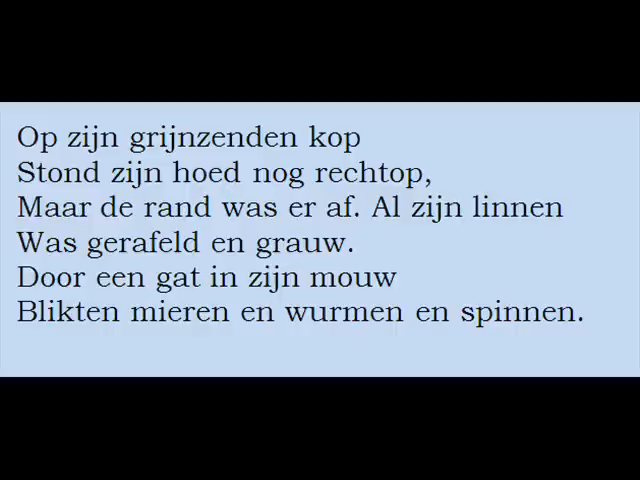 Op zijn grijnzenden kop
Stond zijn hoed nog rechtop,
Maar de rand was er af. Al zijn linnen
Was gerafeld en grauw.
Door een gat in zijn mouw
Blikten mieren en wurmen en spinnen.